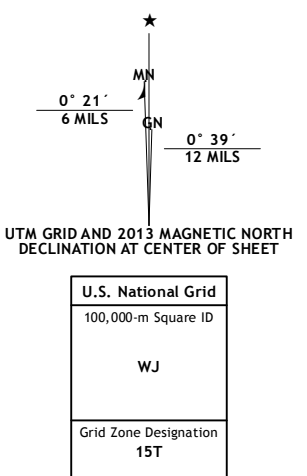 ★
MN
0° 21´
6 MILS
GN
0° 39´
12 MILS
UTM GRID AND 2013 MAGNETIC NORTH
DECLINATION AT CENTER OF SHEET
U.S. National Grid
100,000-m Square ID
WJ
Grid Zone Designation
15T